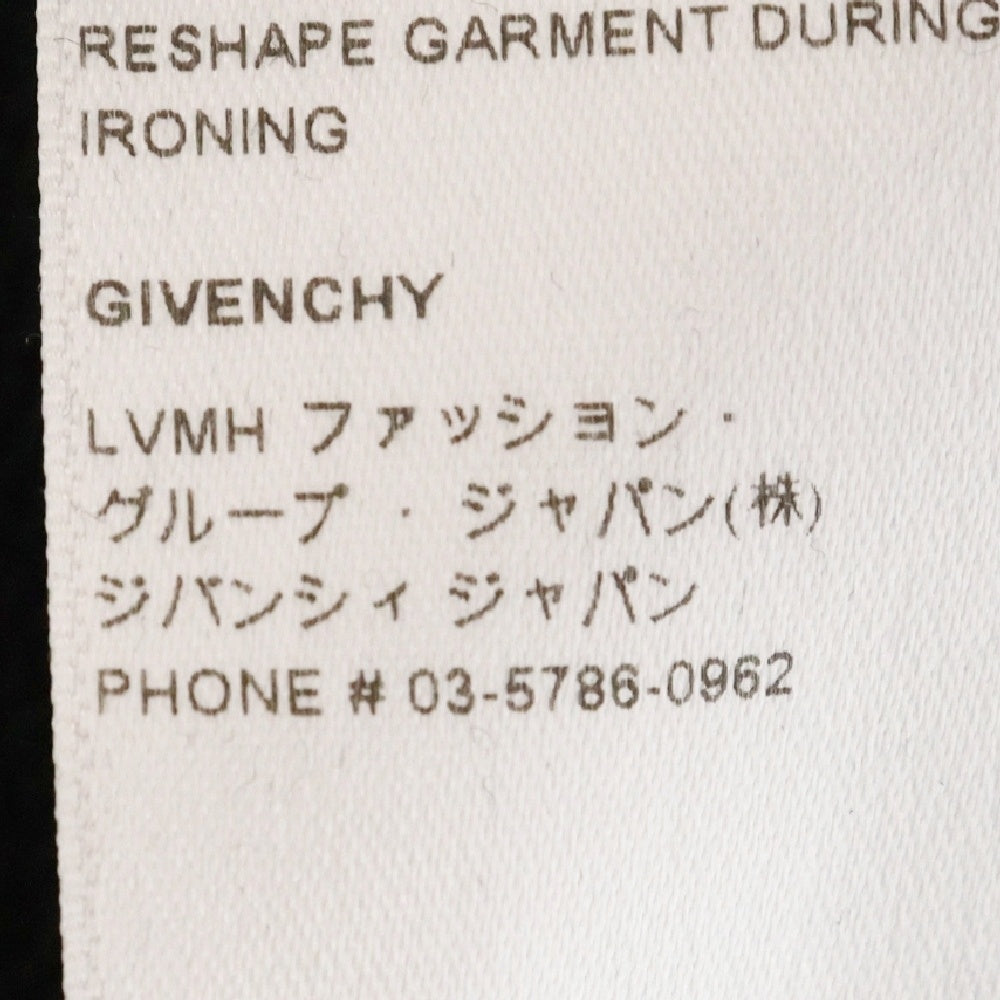 RESHAPE GARMENT DURING
IRONING
GIVENCHY
LVMH ファッション・
グループ・ジャパン(株)
ジバンシィ ジャパン
PHONE # 03-5786-0962